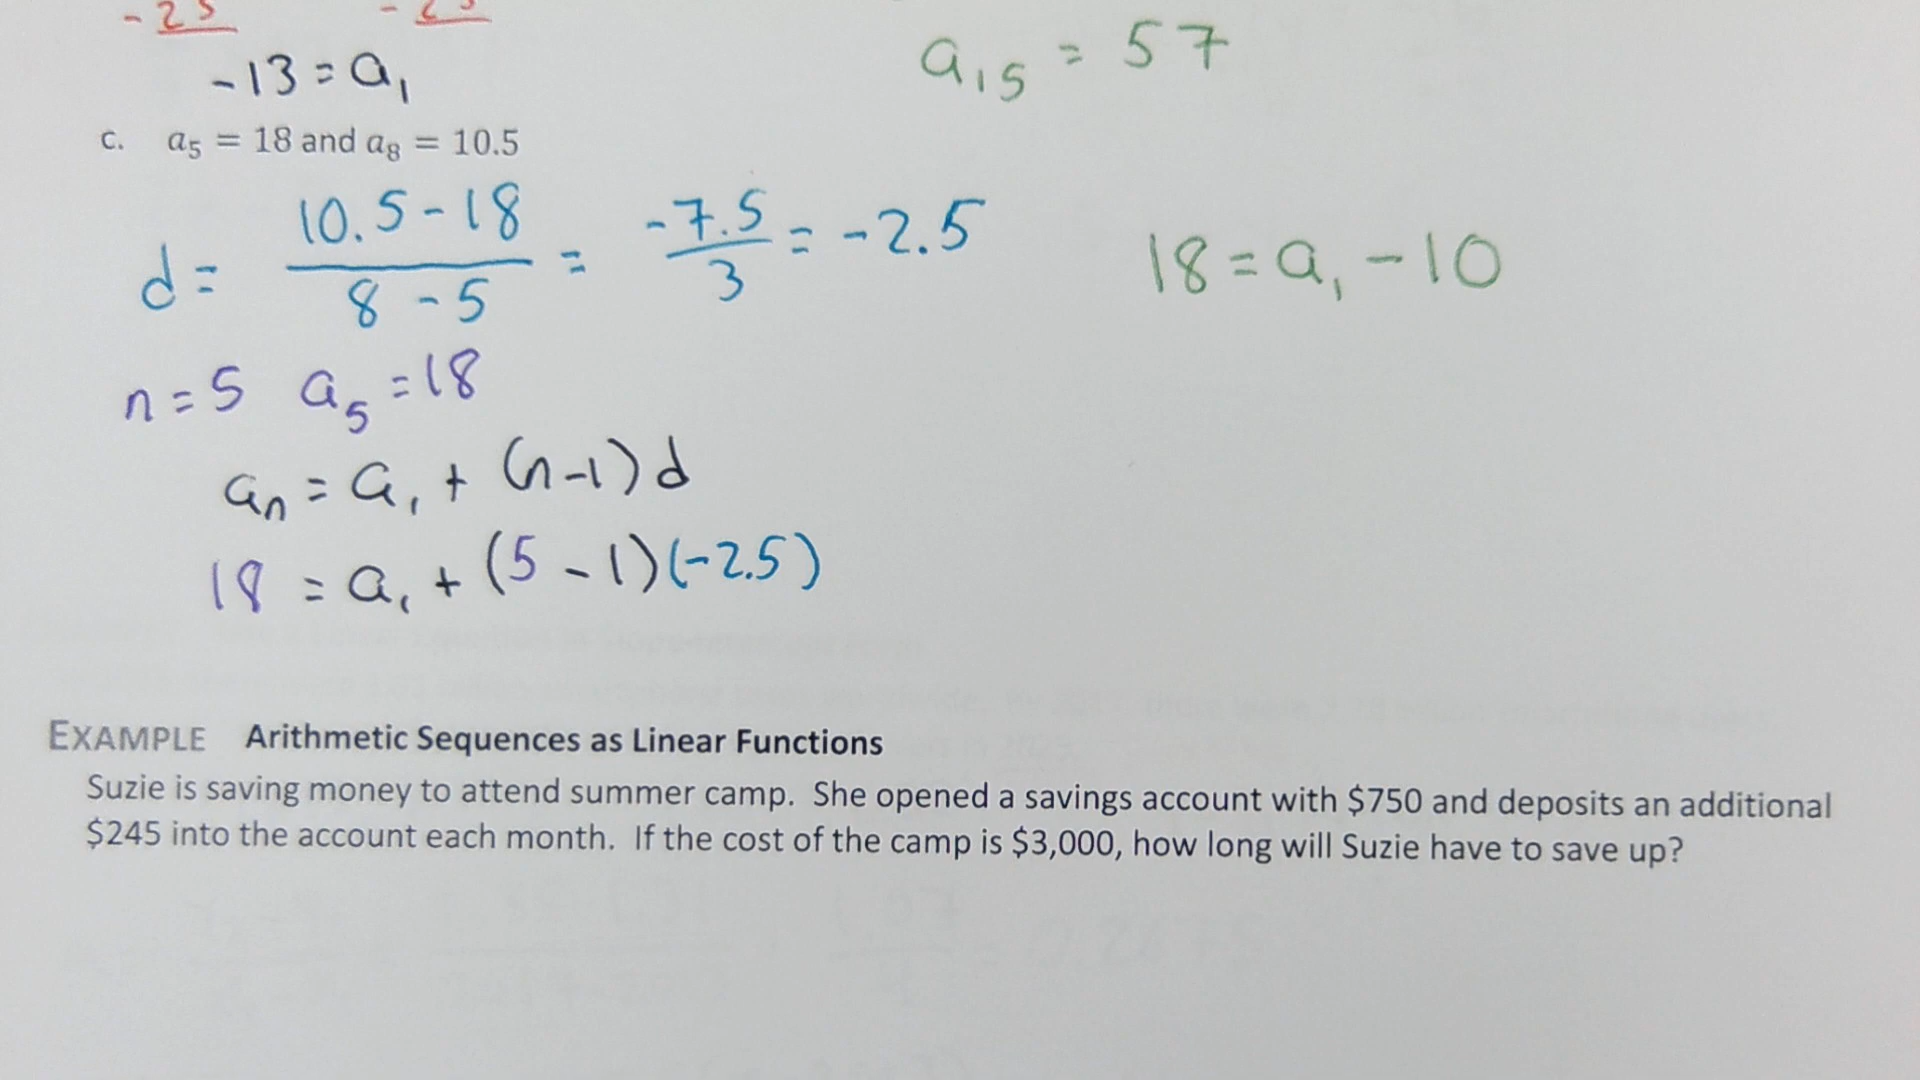 -25 -25
-13 = a₁
a₁₅ = 57
c. a₅ = 18 and a₈ = 10.5
d = (10.5 - 18)/(8 - 5) = -7.5/3 = -2.5
18 = a₁ - 10
n = 5 a₅ = 18
aₙ = a₁ + (n-1)d
18 = a₁ + (5 - 1)(-2.5)
EXAMPLE Arithmetic Sequences as Linear Functions
Suzie is saving money to attend summer camp. She opened a savings account with $750 and deposits an additional
$245 into the account each month. If the cost of the camp is $3,000, how long will Suzie have to save up?